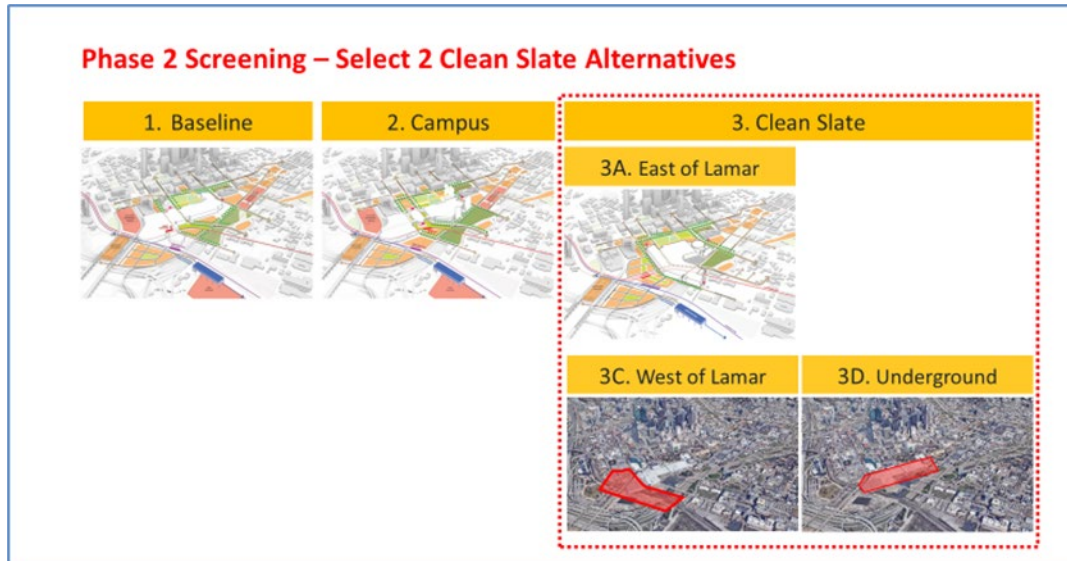 Phase 2 Screening – Select 2 Clean Slate Alternatives
1. Baseline
2. Campus
3. Clean Slate
3A. East of Lamar
3C. West of Lamar
3D. Underground